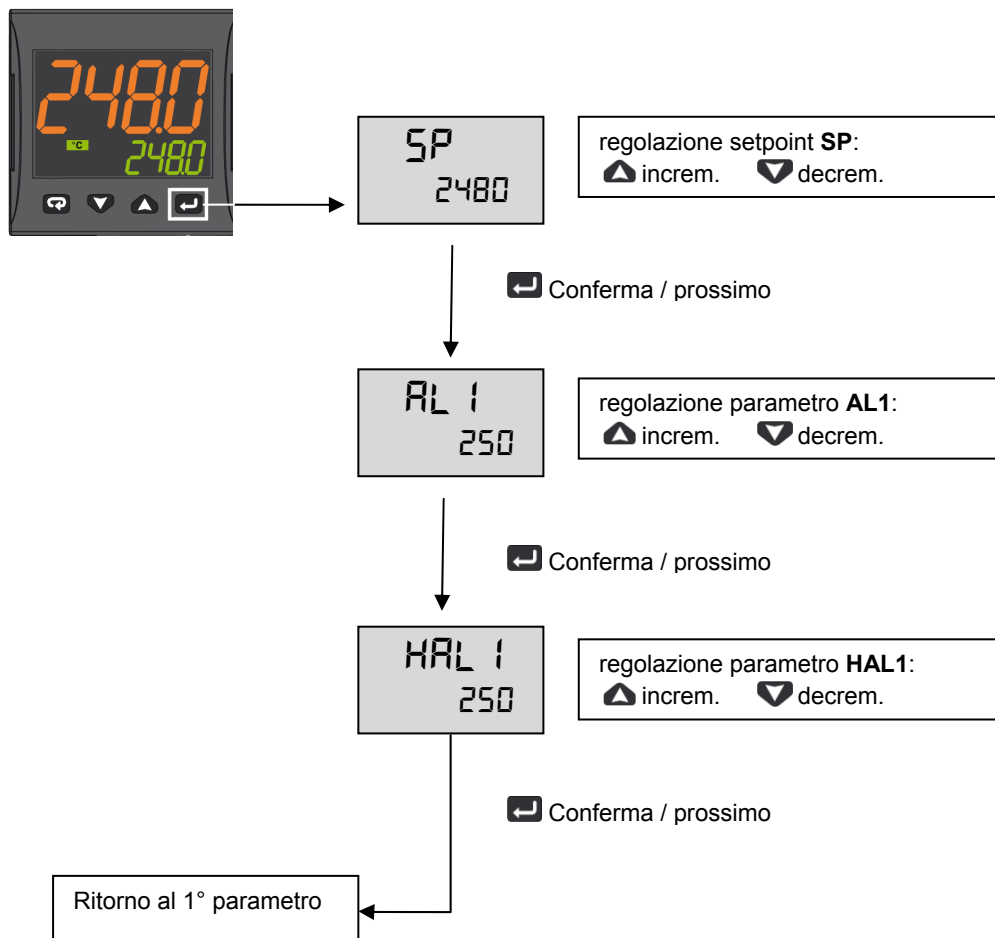 248.0
°C
248.0
SP
2480
regolazione setpoint SP:
increm. decrem.
Conferma / prossimo
AL 1
250
regolazione parametro AL1:
increm. decrem.
Conferma / prossimo
HAL 1
250
regolazione parametro HAL1:
increm. decrem.
Conferma / prossimo
Ritorno al 1° parametro